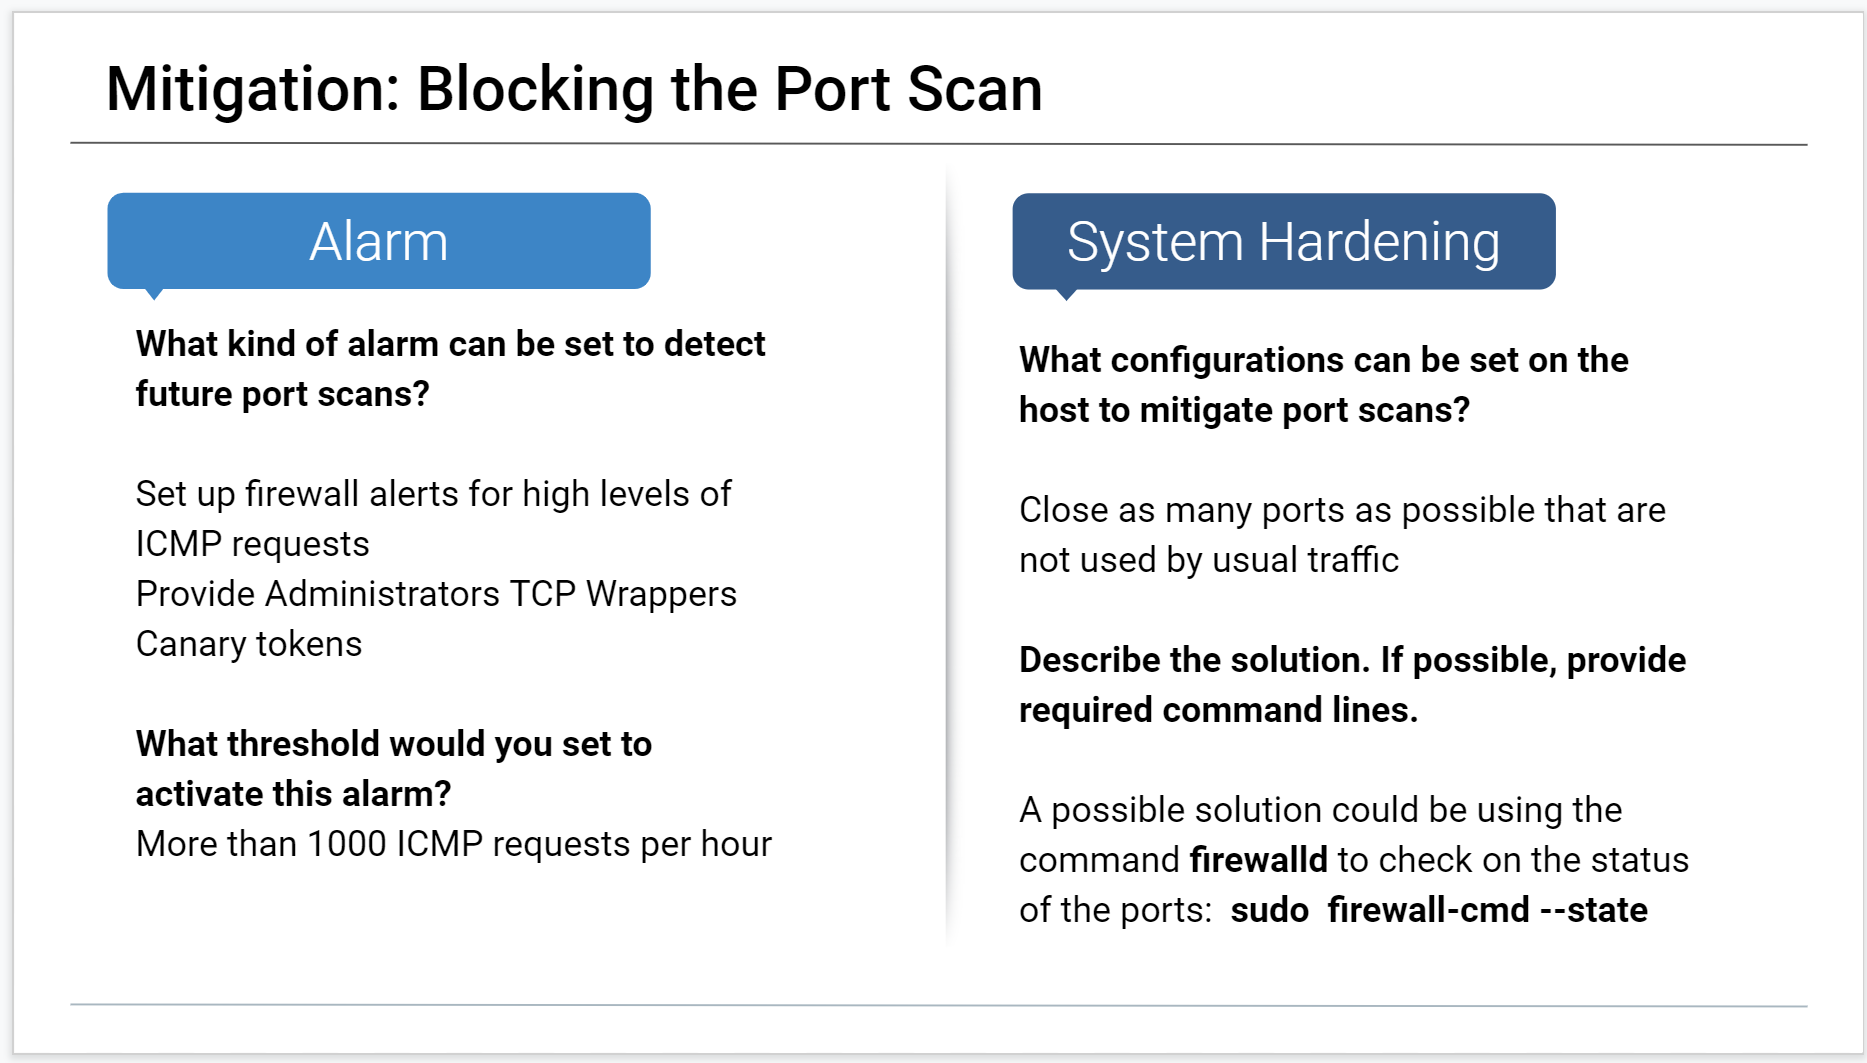 Mitigation: Blocking the Port Scan
Alarm
What kind of alarm can be set to detect
future port scans?
Set up firewall alerts for high levels of
ICMP requests
Provide Administrators TCP Wrappers
Canary tokens
What threshold would you set to
activate this alarm?
More than 1000 ICMP requests per hour
System Hardening
What configurations can be set on the
host to mitigate port scans?
Close as many ports as possible that are
not used by usual traffic
Describe the solution. If possible, provide
required command lines.
A possible solution could be using the
command firewalld to check on the status
of the ports:  sudo  firewall-cmd --state